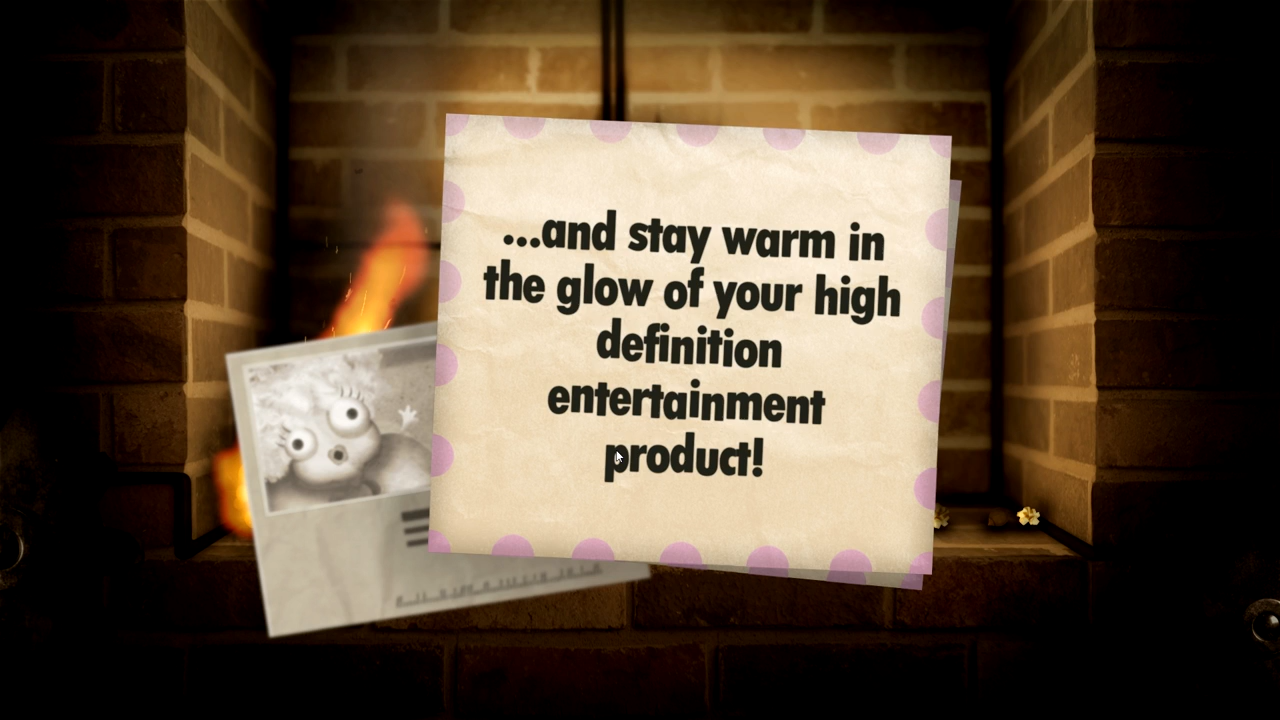 ...and stay warm in
the glow of your high
definition
entertainment
product!